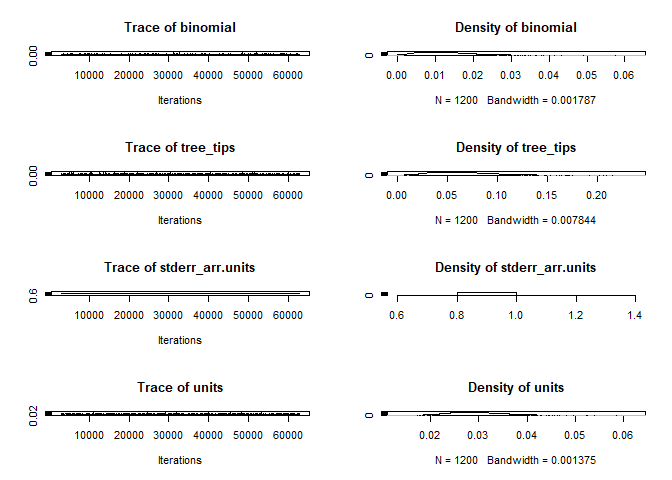 Trace of binomial
0.00
10000 20000 30000 40000 50000 60000
Iterations
Density of binomial
0
0.00 0.01 0.02 0.03 0.04 0.05 0.06
N = 1200 Bandwidth = 0.001787
Trace of tree_tips
0.00
10000 20000 30000 40000 50000 60000
Iterations
Density of tree_tips
0
0.00 0.05 0.10 0.15 0.20
N = 1200 Bandwidth = 0.007844
Trace of stderr_arr.units
0.6
10000 20000 30000 40000 50000 60000
Iterations
Density of stderr_arr.units
0
0.6 0.8 1.0 1.2 1.4
Trace of units
0.02
10000 20000 30000 40000 50000 60000
Iterations
Density of units
0
0.02 0.03 0.04 0.05 0.06
N = 1200 Bandwidth = 0.001375